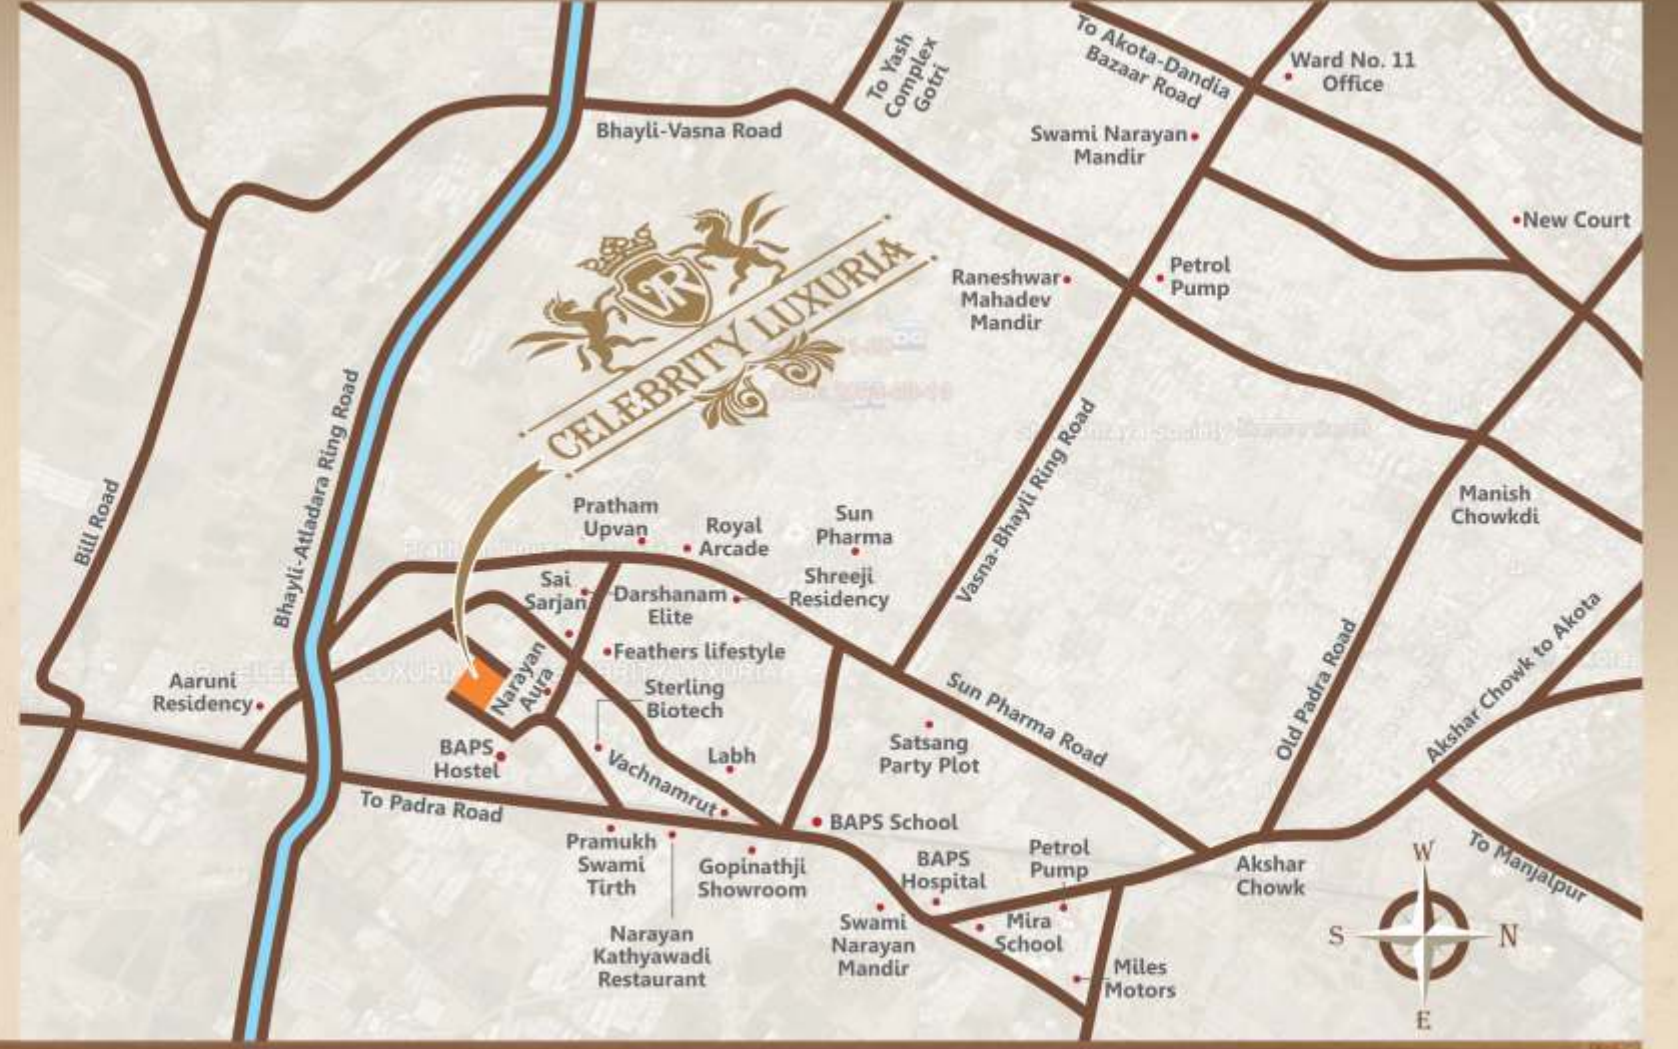 To Yash
Complex
Gotri
To Akota-Dandia
Bazaar Road
Ward No. 11
Office
Bhayli-Vasna Road
Swami Narayan
Mandir
New Court
VR
CELEBRITY LUXURIA
Raneshwar
Mahadev
Mandir
Petrol
Pump
Bill Road
Bhayli-Atladara Ring Road
Vasna-Bhayli Ring Road
Manish
Chowkdi
Pratham
Upvan
Royal
Arcade
Sun
Pharma
Sai
Sarjan
Darshanam
Elite
Shreeji
Residency
Feathers lifestyle
Narayan
Aura
Aaruni
Residency
Sterling
Biotech
Sun Pharma Road
Old Padra Road
Akshar Chowk to Akota
BAPS
Hostel
Vachnamrut
Labh
Satsang
Party Plot
To Padra Road
BAPS School
Pramukh
Swami
Tirth
Gopinathji
Showroom
BAPS
Hospital
Petrol
Pump
Akshar
Chowk
To Manjalpur
Narayan
Kathyawadi
Restaurant
Swami
Narayan
Mandir
Mira
School
Miles
Motors
W
S
N
E